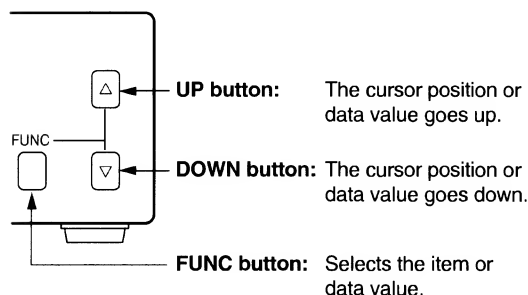 UP button: The cursor position or
data value goes up.
FUNC
DOWN button: The cursor position or
data value goes down.
FUNC button: Selects the item or
data value.